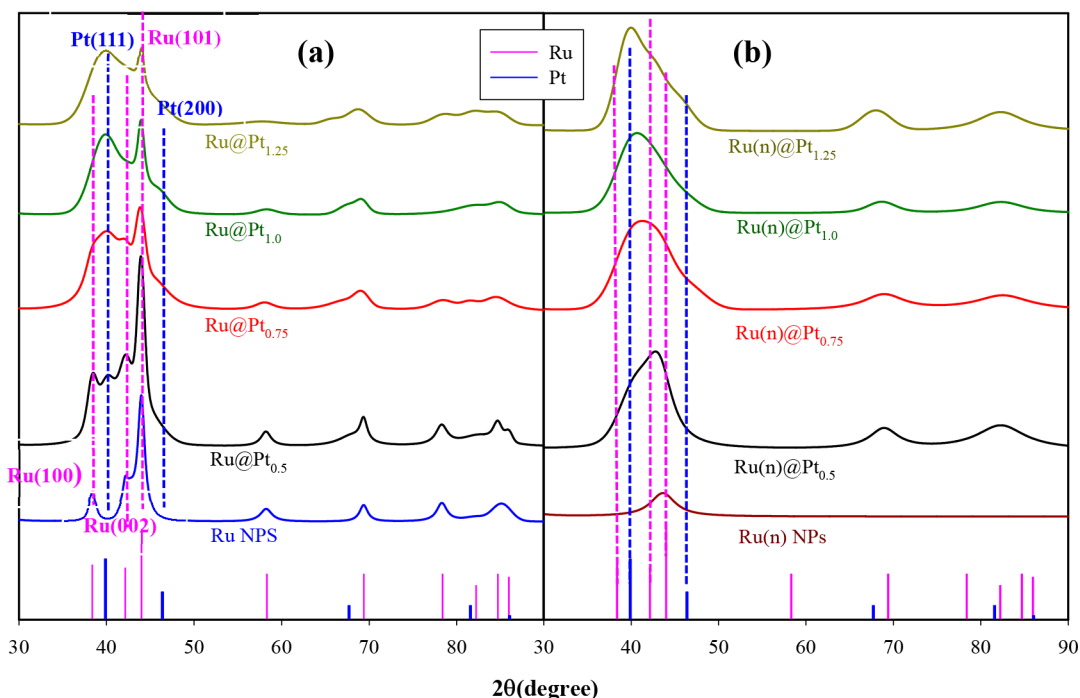 (a)
Pt(111)
Ru(101)
Pt(200)
Ru@Pt1.25
Ru@Pt1.0
Ru@Pt0.75
Ru@Pt0.5
Ru(100)
Ru(002)
Ru NPS
Ru
Pt
(b)
Ru(n)@Pt1.25
Ru(n)@Pt1.0
Ru(n)@Pt0.75
Ru(n)@Pt0.5
Ru(n) NPs
30 40 50 60 70 80 30 40 50 60 70 80 90
2θ(degree)